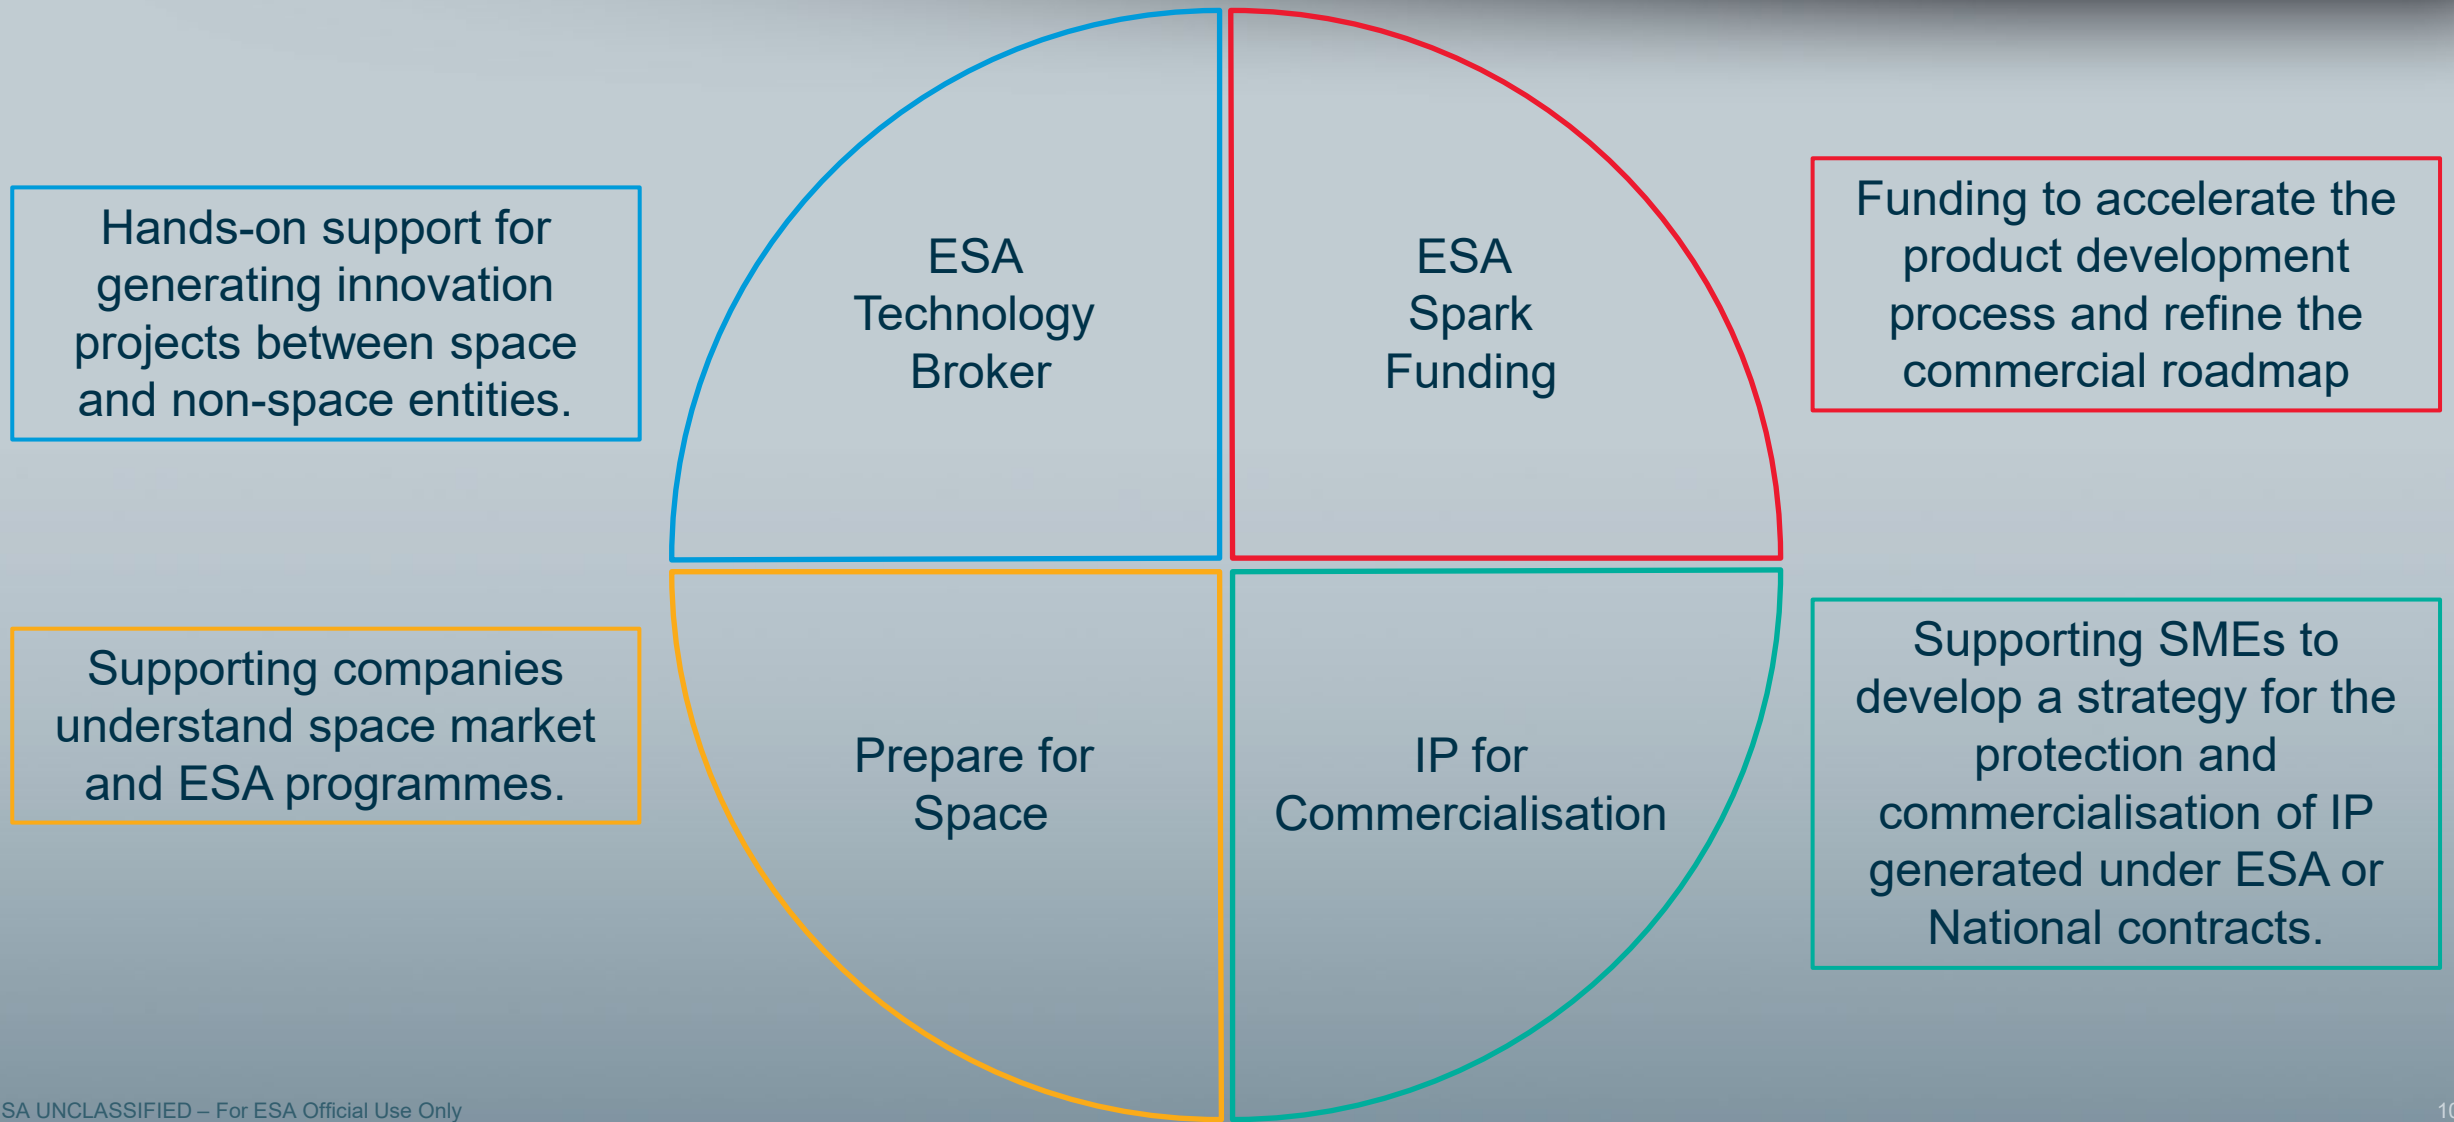 Hands-on support for
generating innovation
projects between space
and non-space entities.
ESA
Technology
Broker
ESA
Spark
Funding
Funding to accelerate the
product development
process and refine the
commercial roadmap
Supporting companies
understand space market
and ESA programmes.
Prepare for
Space
IP for
Commercialisation
Supporting SMEs to
develop a strategy for the
protection and
commercialisation of IP
generated under ESA or
National contracts.
SA UNCLASSIFIED – For ESA Official Use Only
10